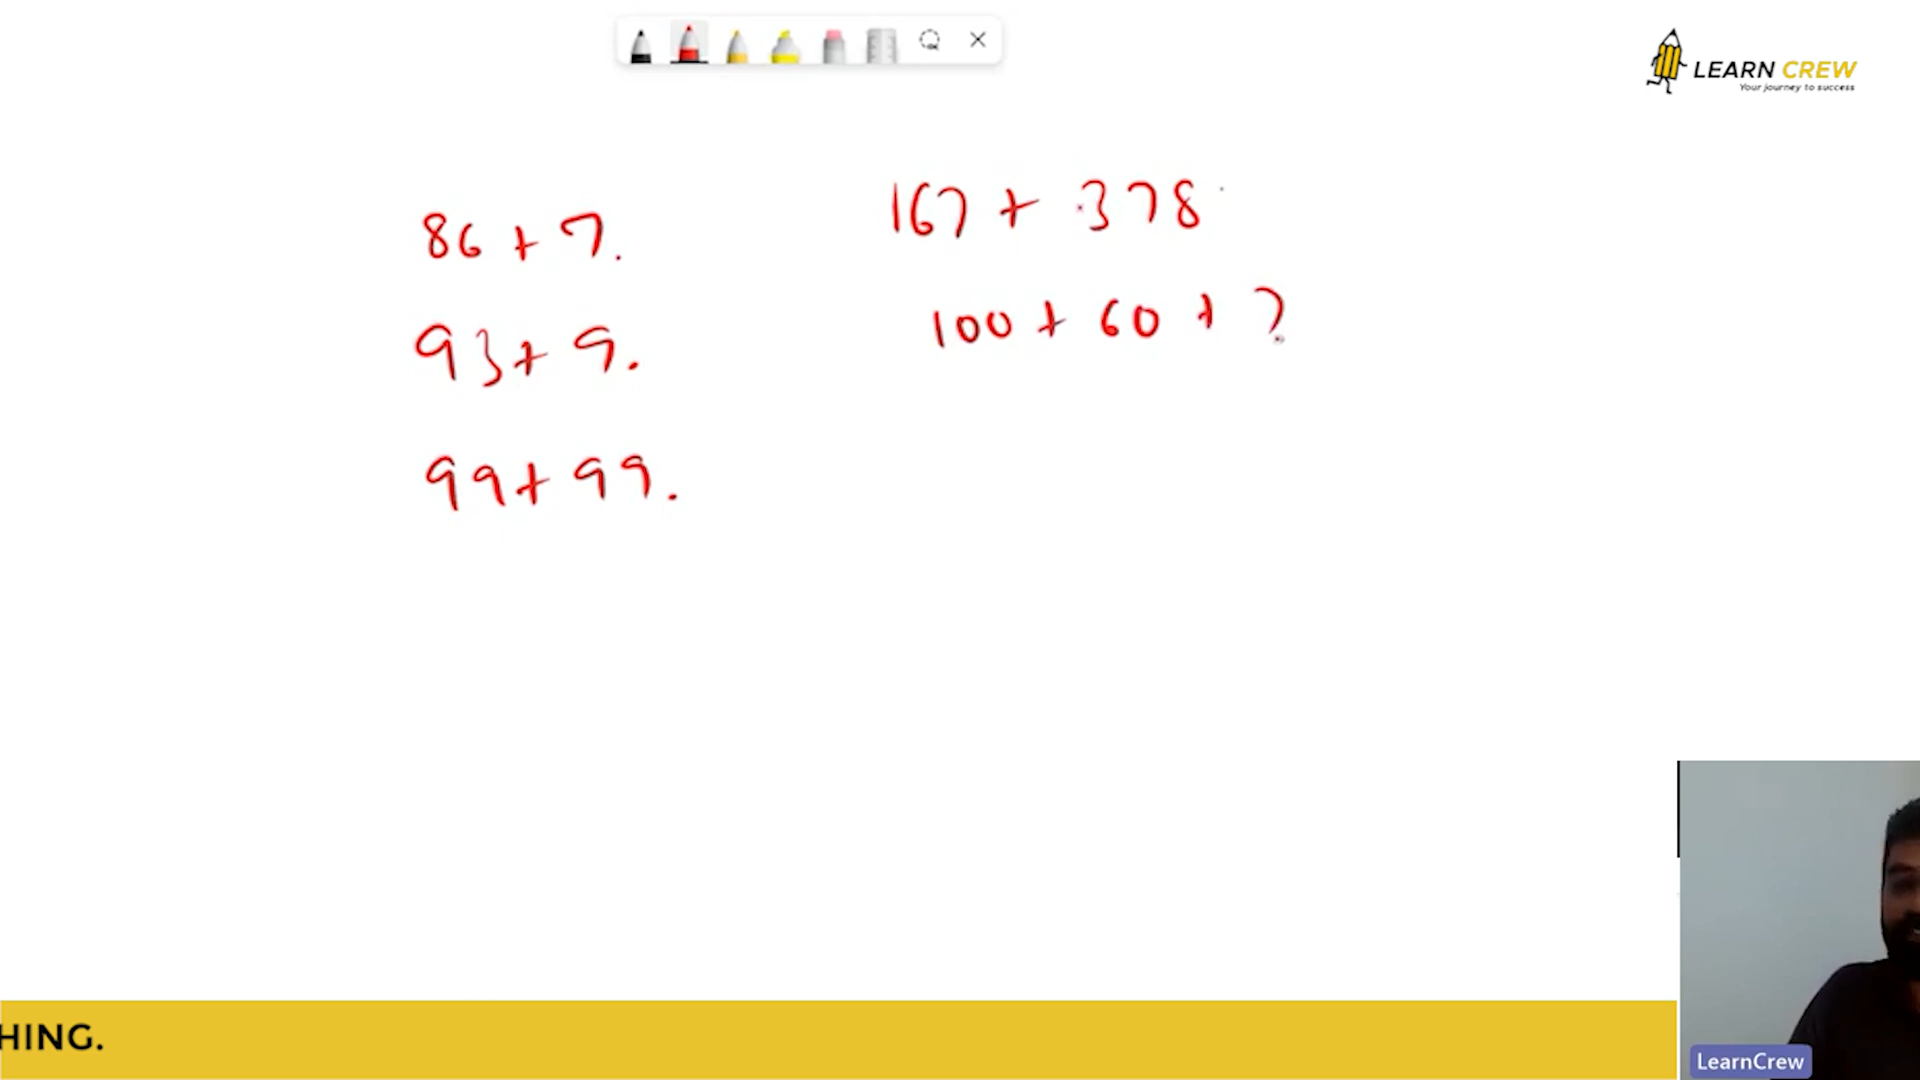 LEARN CREW
Your journey to success
86 + 7.
93 + 9.
99 + 99.
167 + 378
100 + 60 + 7
HING.
LearnCrew